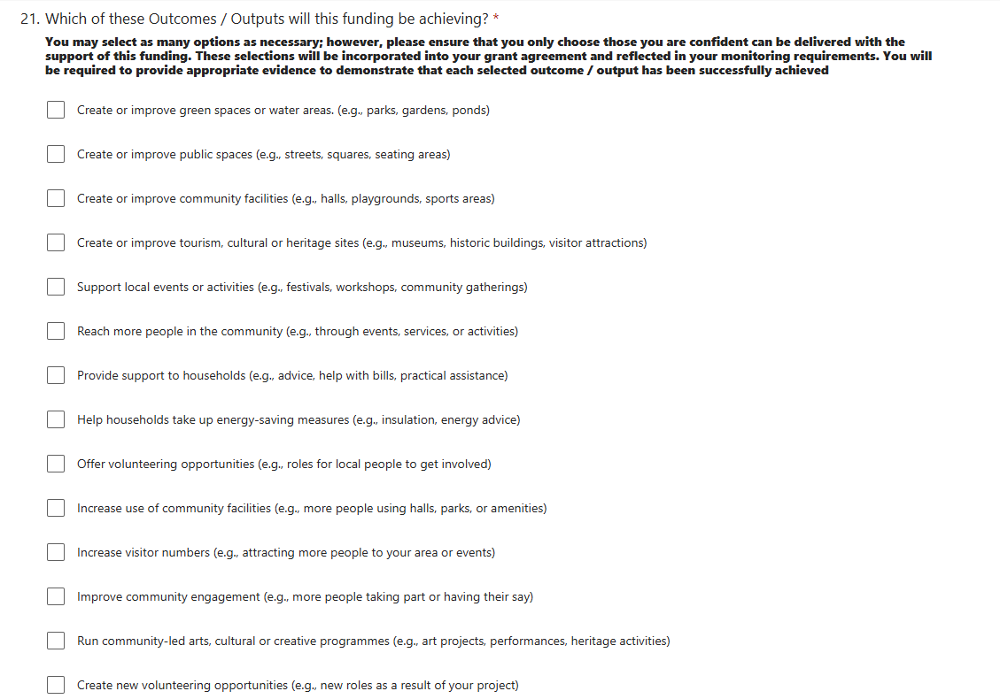 21. Which of these Outcomes / Outputs will this funding be achieving? *
You may select as many options as necessary; however, please ensure that you only choose those you are confident can be delivered with the
support of this funding. These selections will be incorporated into your grant agreement and reflected in your monitoring requirements. You will
be required to provide appropriate evidence to demonstrate that each selected outcome / output has been successfully achieved
Create or improve green spaces or water areas. (e.g., parks, gardens, ponds)
Create or improve public spaces (e.g., streets, squares, seating areas)
Create or improve community facilities (e.g., halls, playgrounds, sports areas)
Create or improve tourism, cultural or heritage sites (e.g., museums, historic buildings, visitor attractions)
Support local events or activities (e.g., festivals, workshops, community gatherings)
Reach more people in the community (e.g., through events, services, or activities)
Provide support to households (e.g., advice, help with bills, practical assistance)
Help households take up energy-saving measures (e.g., insulation, energy advice)
Offer volunteering opportunities (e.g., roles for local people to get involved)
Increase use of community facilities (e.g., more people using halls, parks, or amenities)
Increase visitor numbers (e.g., attracting more people to your area or events)
Improve community engagement (e.g., more people taking part or having their say)
Run community-led arts, cultural or creative programmes (e.g., art projects, performances, heritage activities)
Create new volunteering opportunities (e.g., new roles as a result of your project)